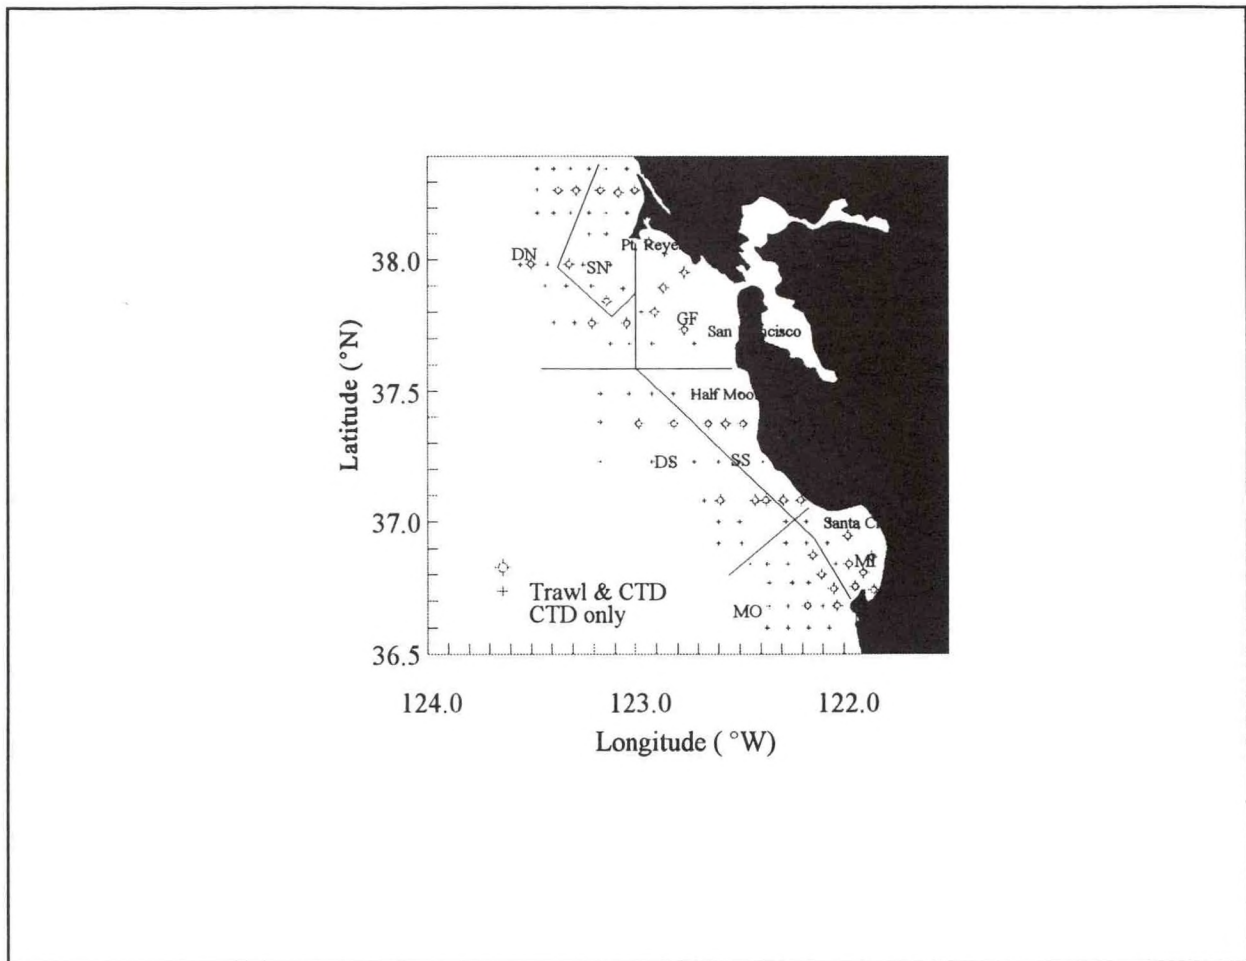 Pt. Reye
DN
38.0
SN
GF
San Francisco
Latitude ( °N)
37.5
Half Moo
DS
SS
37.0
Santa C
MI
Trawl & CTD
CTD only
MO
36.5
124.0
123.0
122.0
Longitude ( °W)